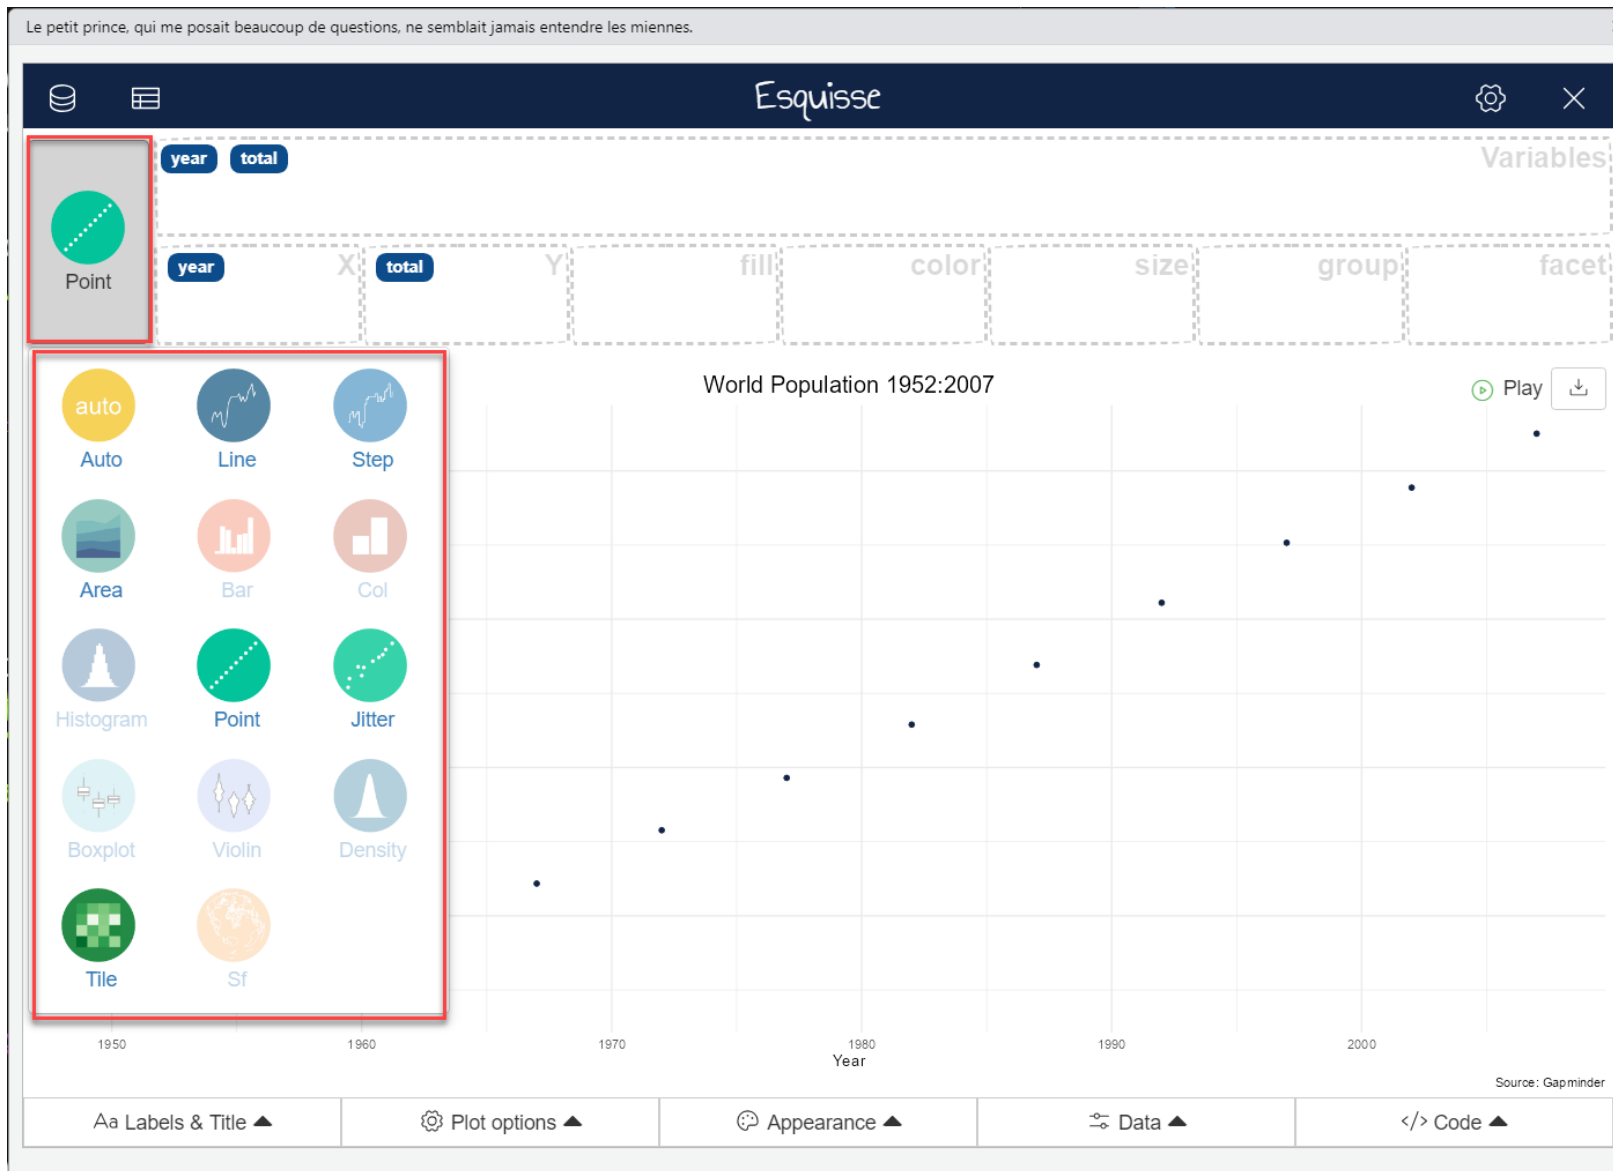 Le petit prince, qui me posait beaucoup de questions, ne semblait jamais entendre les miennes.
Esquisse
year total Variables
Point
year X total Y fill color size group facet
World Population 1952:2007
Play
auto
Auto Line Step
Area Bar Col
Histogram Point Jitter
Boxplot Violin Density
Tile Sf
1950 1960 1970 1980 1990 2000
Year
Source: Gapminder
Aa Labels & Title Plot options Appearance Data </> Code